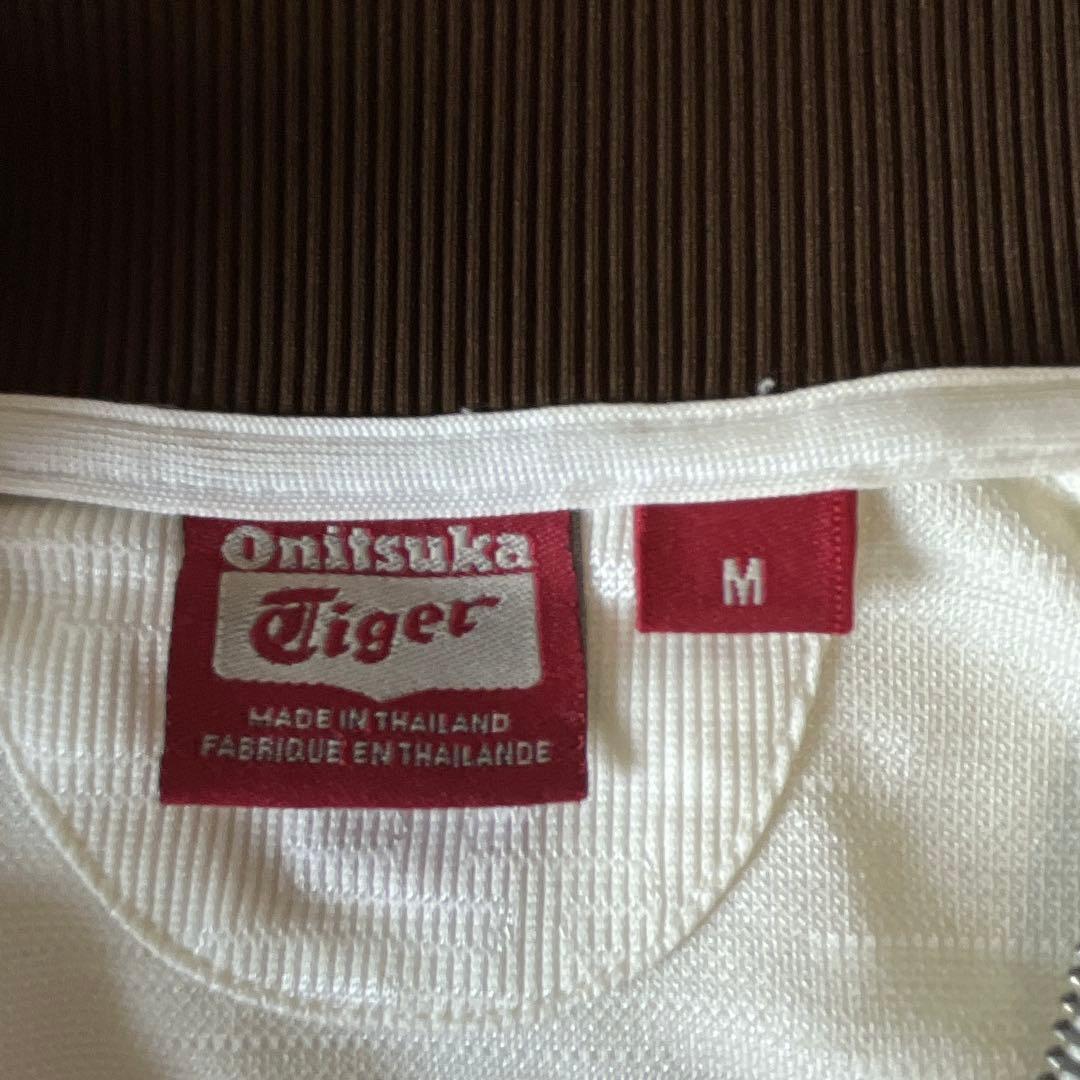 Onitsuka
Tiger
MADE IN THAILAND
FABRIQUE EN THAILANDE
M